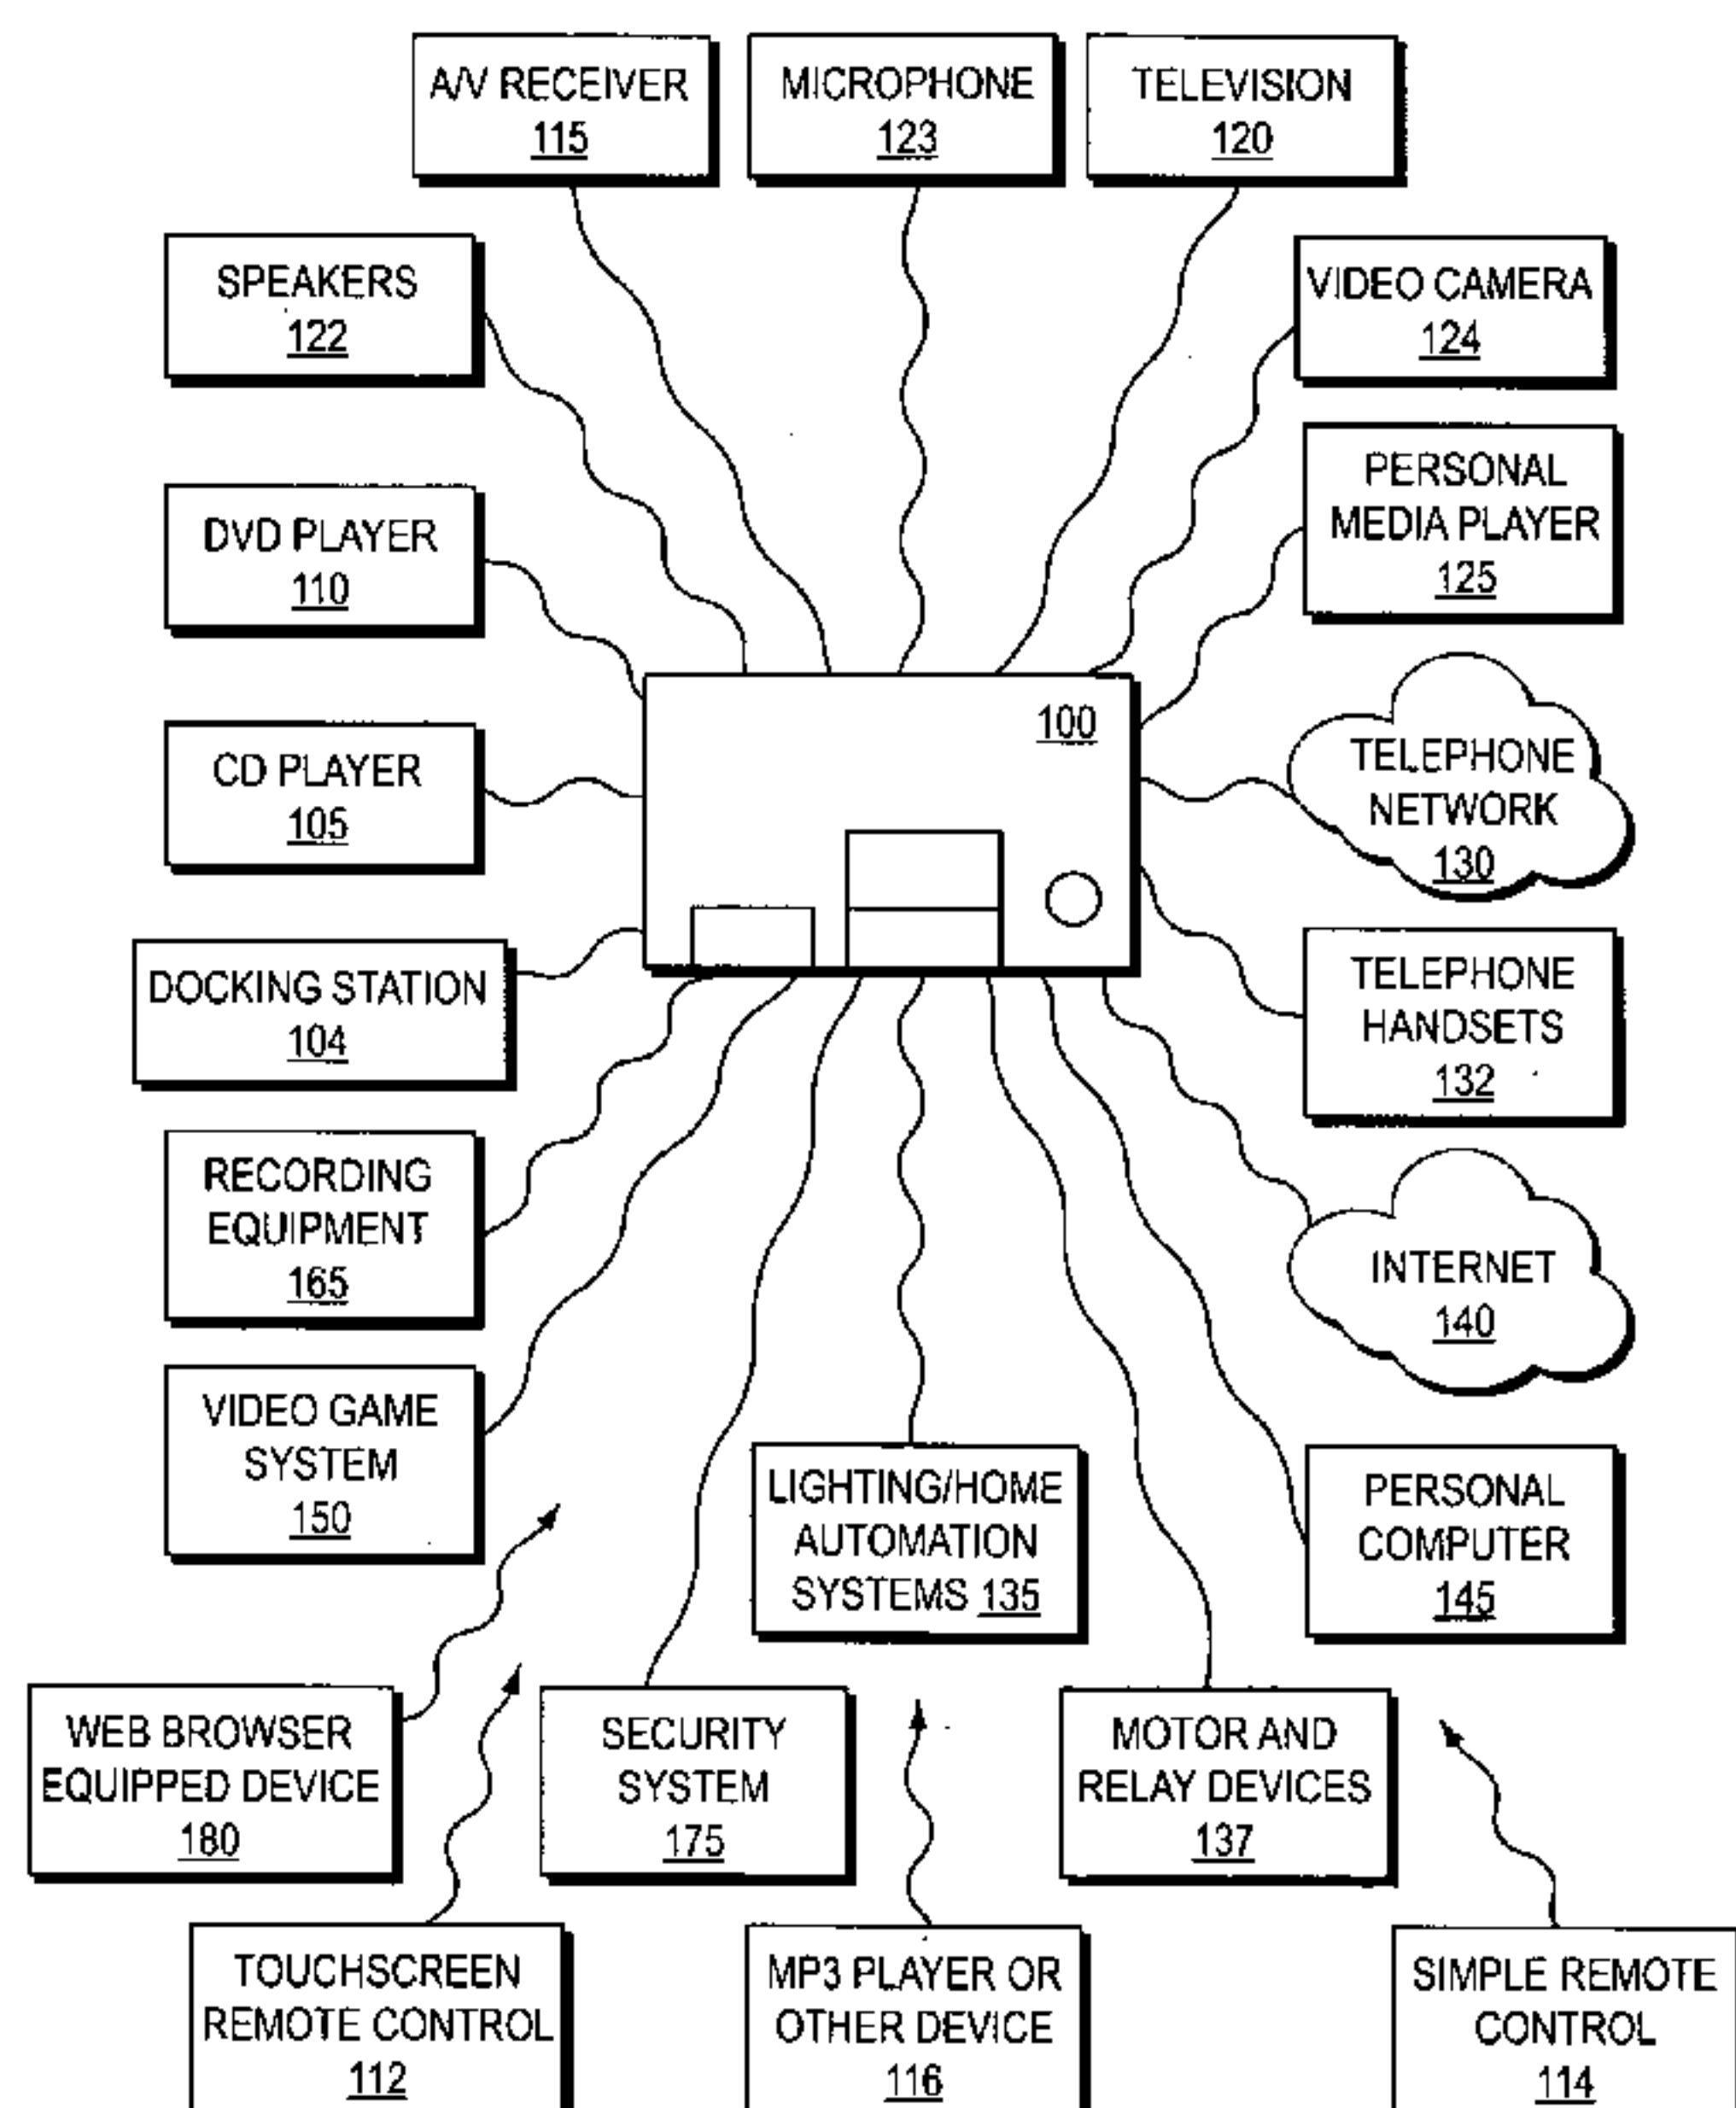 A/V RECEIVER
115
MICROPHONE
123
TELEVISION
120
SPEAKERS
122
VIDEO CAMERA
124
PERSONAL
MEDIA PLAYER
125
DVD PLAYER
110
100
TELEPHONE
NETWORK
130
CD PLAYER
105
DOCKING STATION
104
TELEPHONE
HANDSETS
132
RECORDING
EQUIPMENT
165
INTERNET
140
VIDEO GAME
SYSTEM
150
LIGHTING/HOME
AUTOMATION
SYSTEMS 135
PERSONAL
COMPUTER
145
WEB BROWSER
EQUIPPED DEVICE
180
SECURITY
SYSTEM
175
MOTOR AND
RELAY DEVICES
137
TOUCHSCREEN
REMOTE CONTROL
112
MP3 PLAYER OR
OTHER DEVICE
116
SIMPLE REMOTE
CONTROL
114